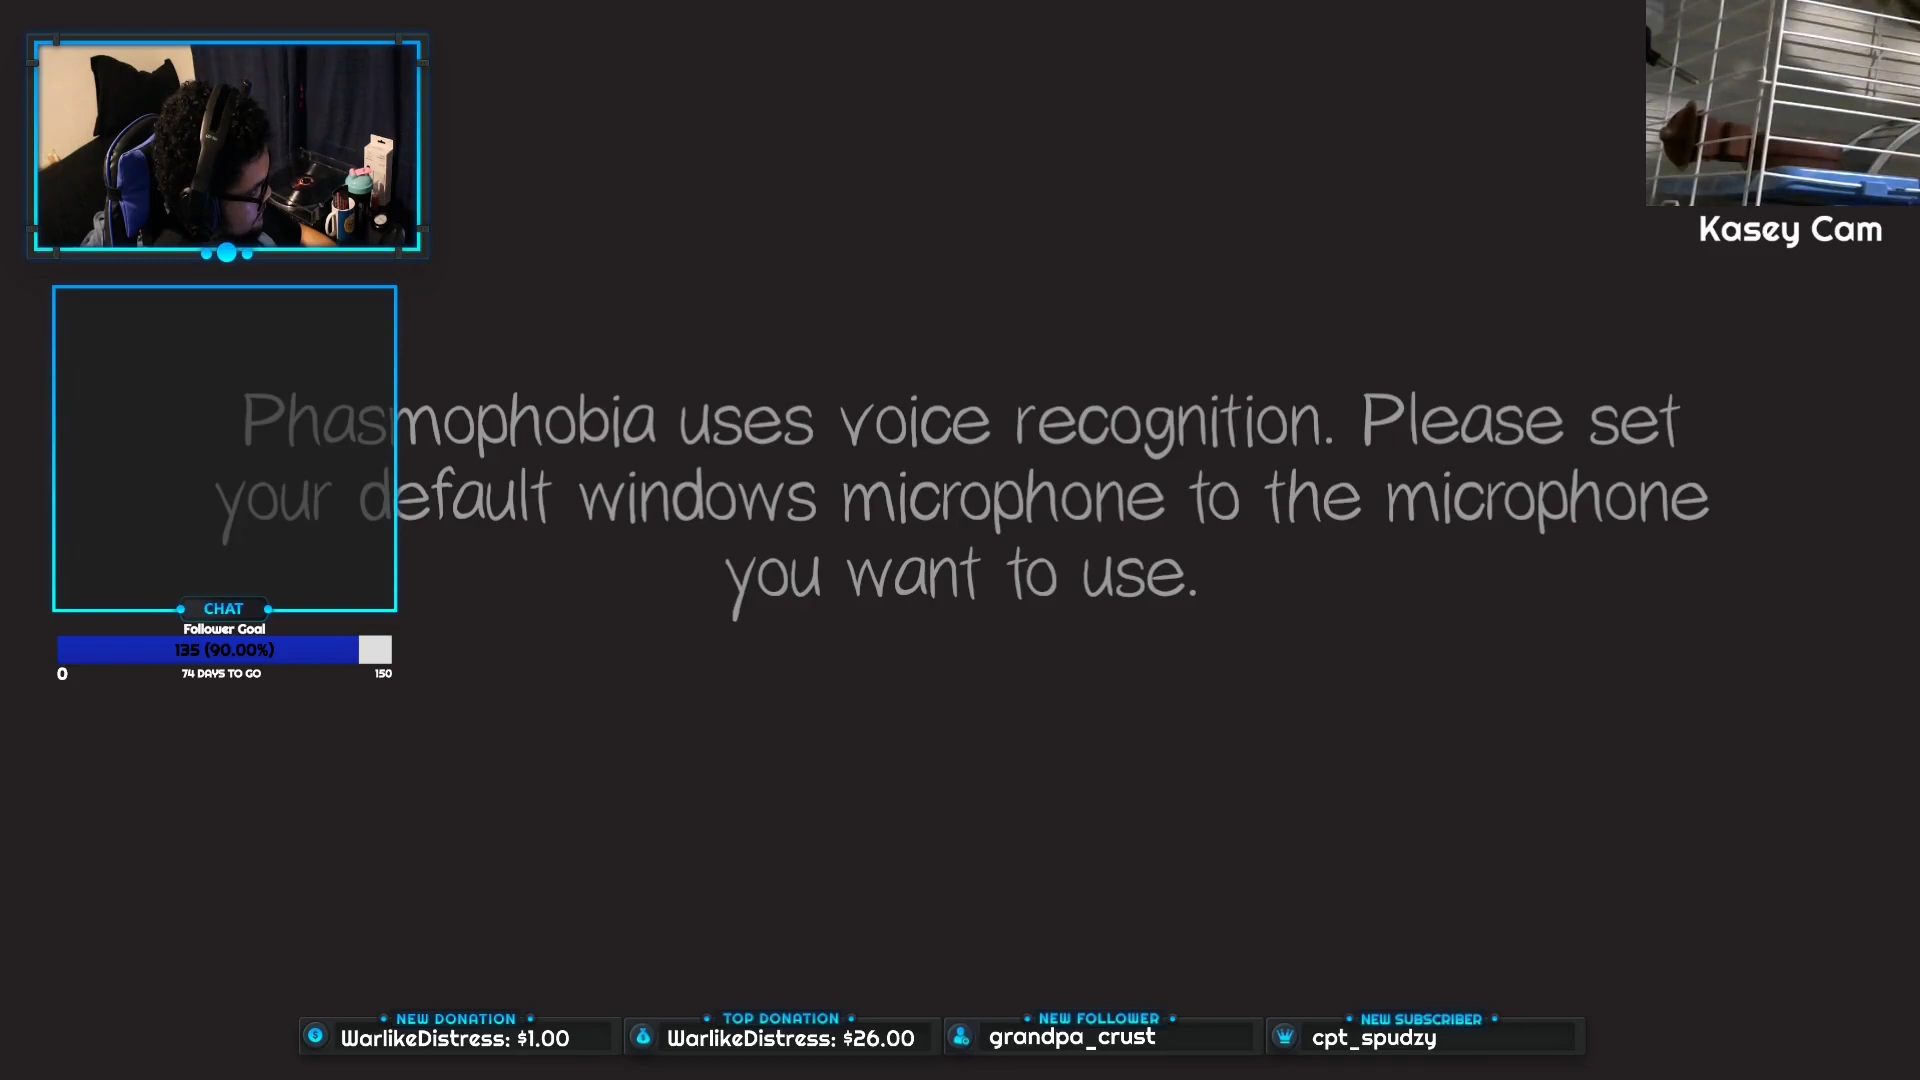 Kasey Cam
Phasmophobia uses voice recognition. Please set
your default windows microphone to the microphone
you want to use.
CHAT
Follower Goal
135 (90.00%)
0 74 DAYS TO GO 150
NEW DONATION
WarlikeDistress: $1.00
TOP DONATION
WarlikeDistress: $26.00
NEW FOLLOWER
grandpa_crust
NEW SUBSCRIBER
cpt_spudzy